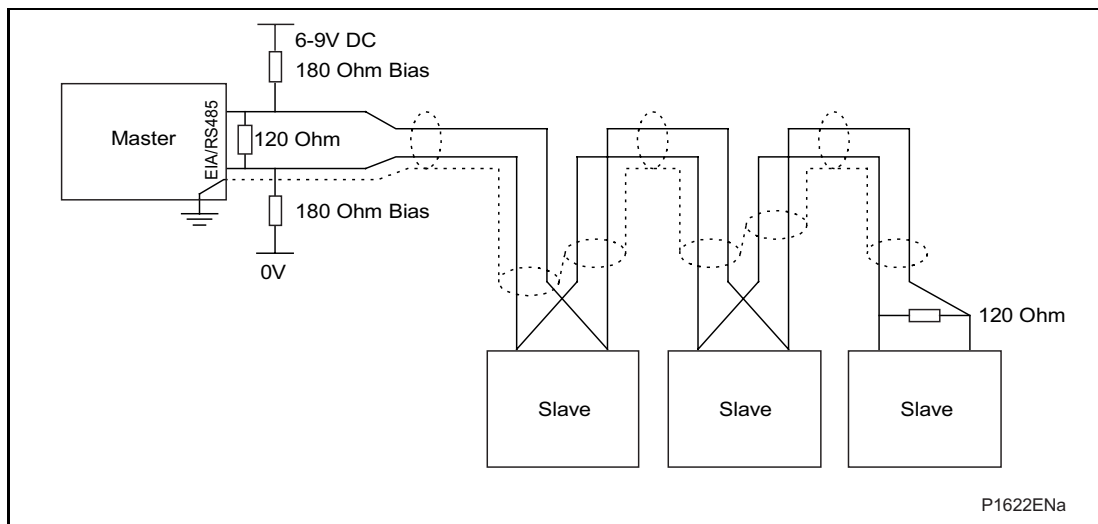 6-9V DC
180 Ohm Bias
EIA/RS485
Master
120 Ohm
180 Ohm Bias
0V
120 Ohm
Slave
Slave
Slave
P1622ENa